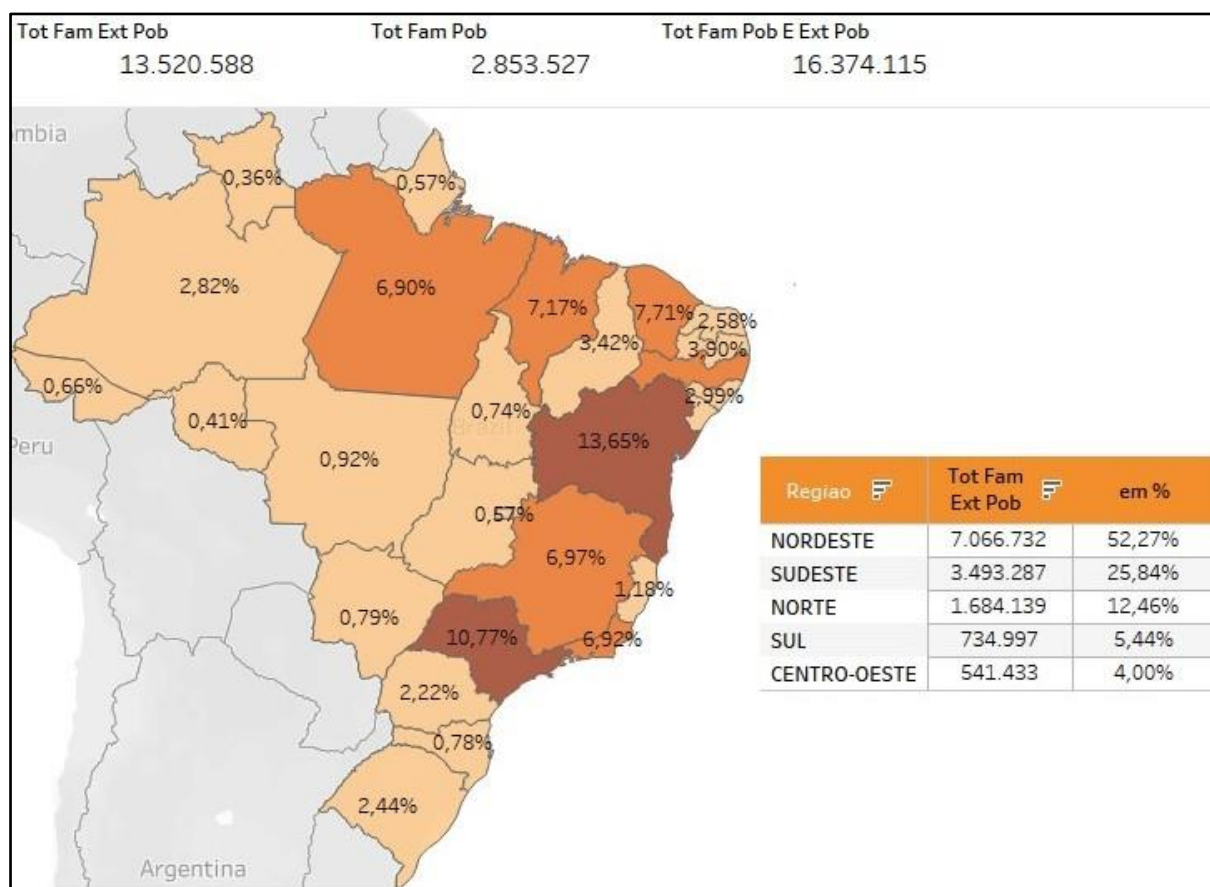 Tot Fam Ext Pob Tot Fam Pob Tot Fam Pob E Ext Pob
13.520.588 2.853.527 16.374.115
mbia
0,36%
0,57%
2,82%
6,90%
7,17%
7,71%
2,58%
3,42%
3,90%
0,66%
0,41%
0,74%
2,99%
Brazil
Peru
0,92%
13,65%
0,57%
6,97%
1,18%
0,79%
10,77%
6,92%
2,22%
0,78%
2,44%
Argentina
Regiao Tot Fam Ext Pob em %
NORDESTE 7.066.732 52,27%
SUDESTE 3.493.287 25,84%
NORTE 1.684.139 12,46%
SUL 734.997 5,44%
CENTRO-OESTE 541.433 4,00%